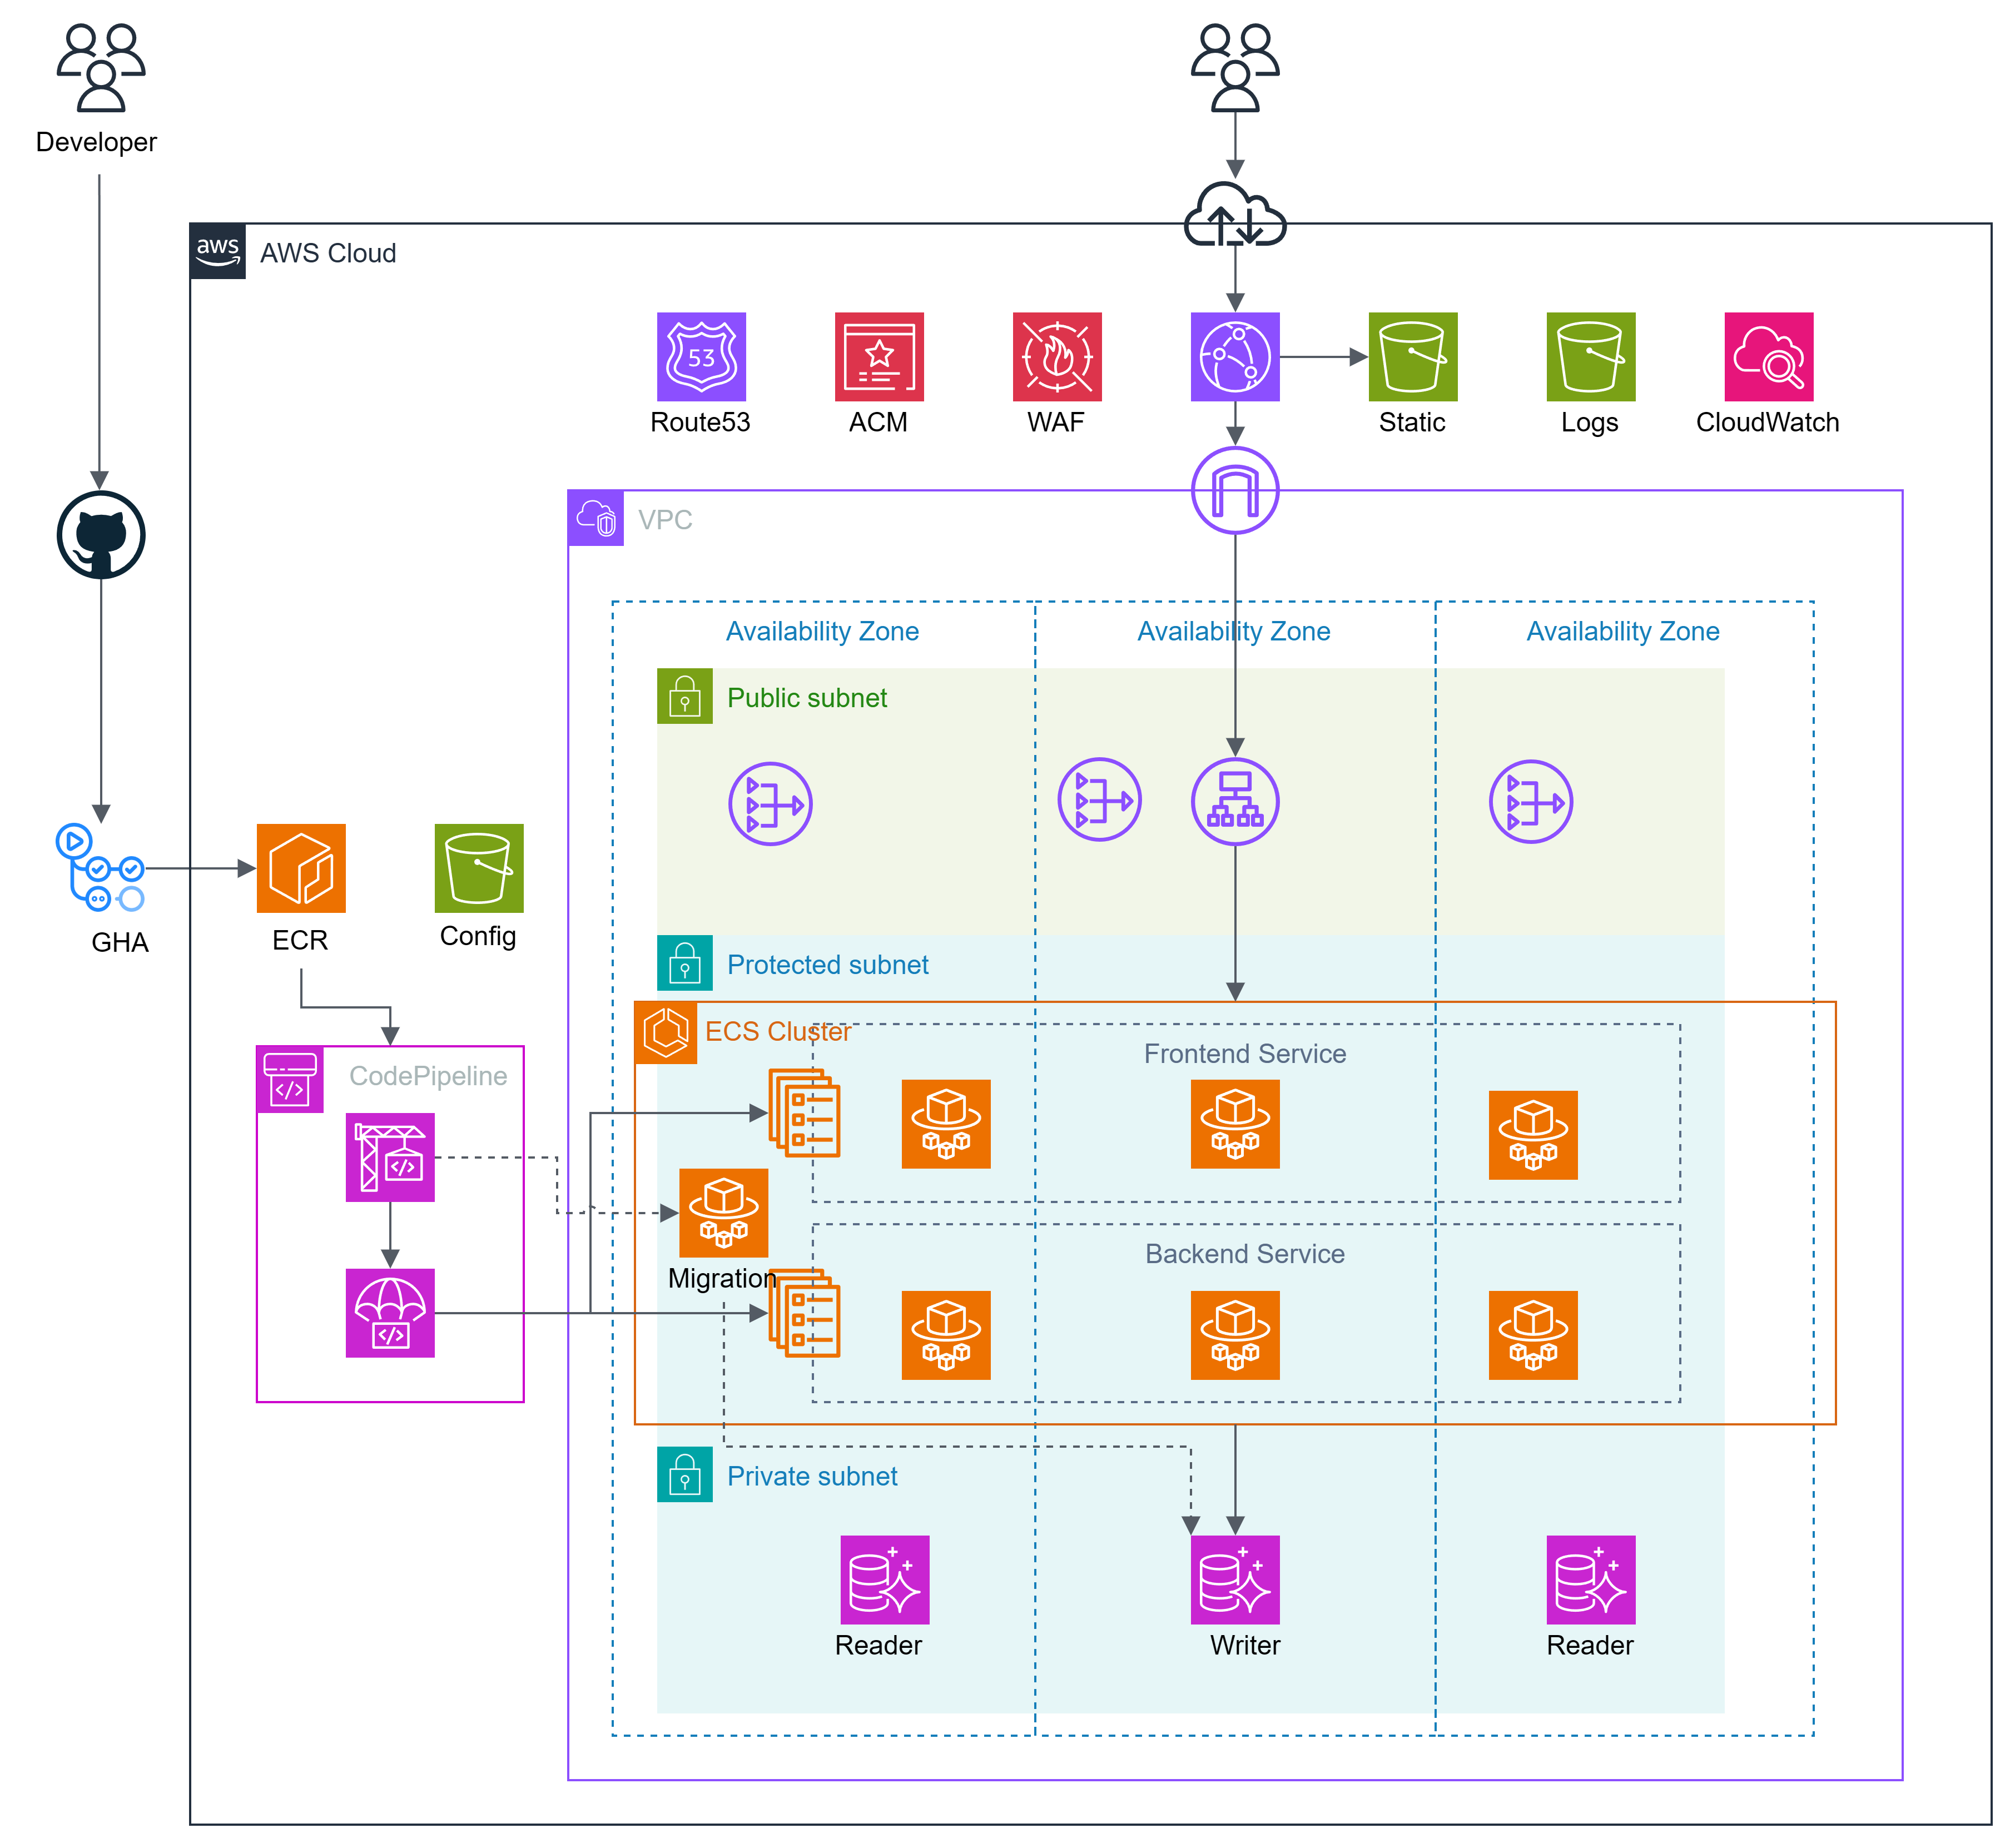 Developer
aws
AWS Cloud
53
Route53
ACM
WAF
Static
Logs
CloudWatch
VPC
Availability Zone
Availability Zone
Availability Zone
Public subnet
GHA
ECR
Config
Protected subnet
ECS Cluster
Frontend Service
CodePipeline
Migration
Backend Service
Private subnet
Reader
Writer
Reader